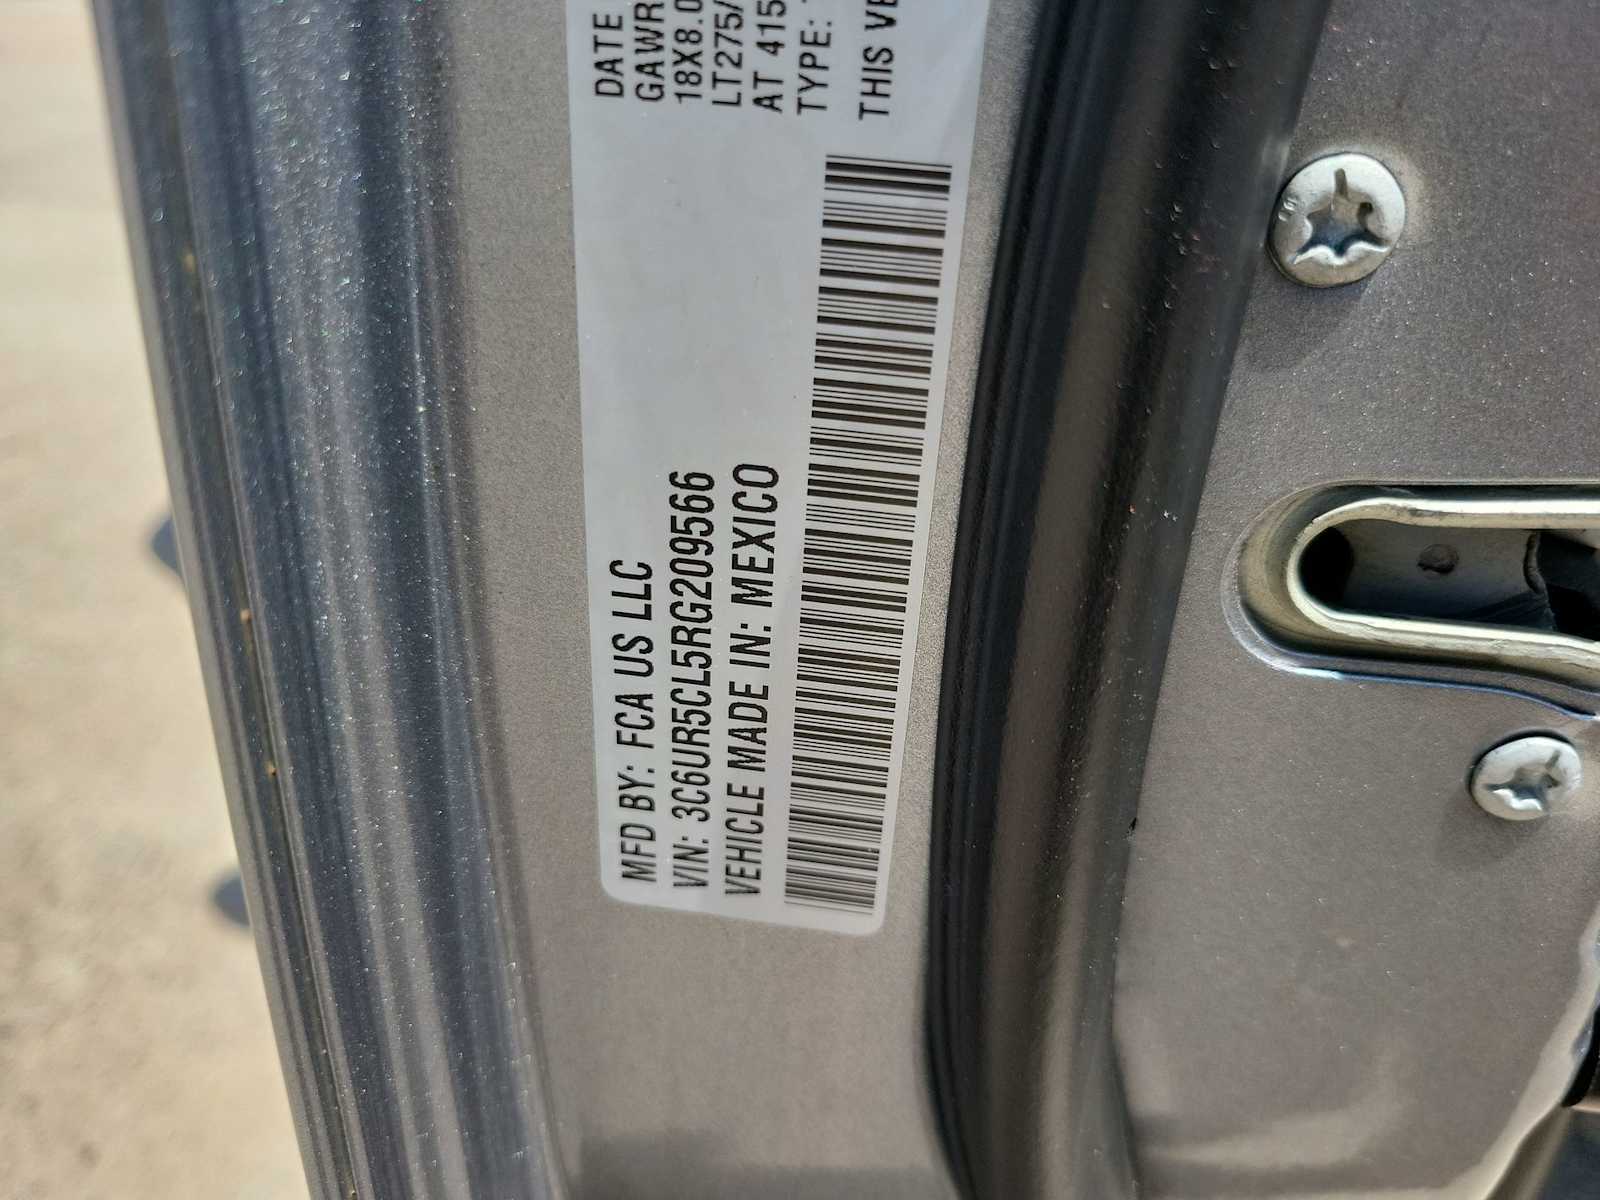 MFD BY: FCA US LLC
VIN: 3C6UR5CL5RG209566
VEHICLE MADE IN: MEXICO
DATE
GAWR
18X8.0
LT275/
AT 415
TYPE:
THIS VE